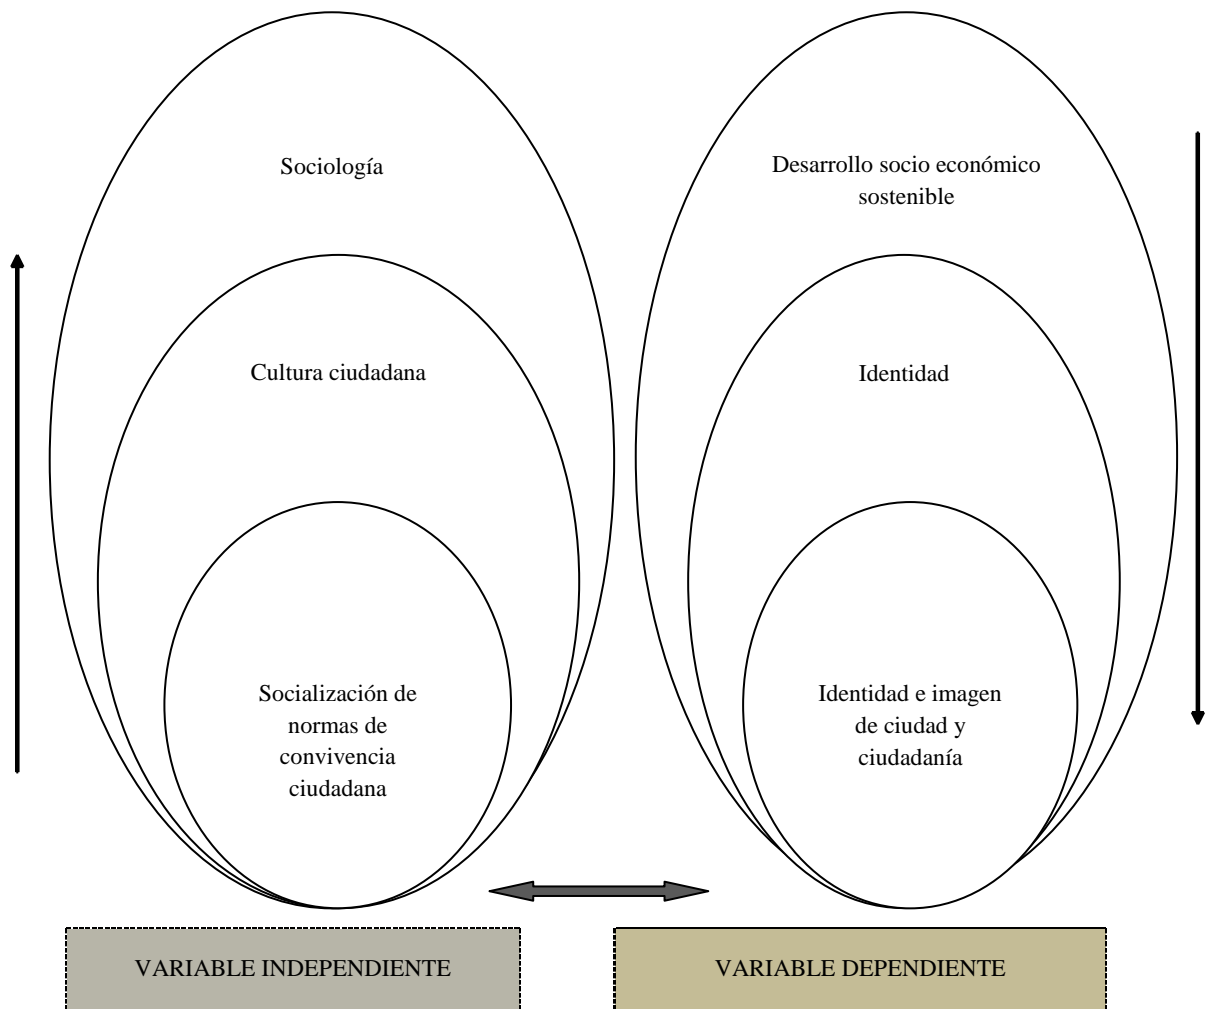 Sociología
Cultura ciudadana
Socialización de
normas de
convivencia
ciudadana
Desarrollo socio económico
sostenible
Identidad
Identidad e imagen
de ciudad y
ciudadanía
VARIABLE INDEPENDIENTE
VARIABLE DEPENDIENTE